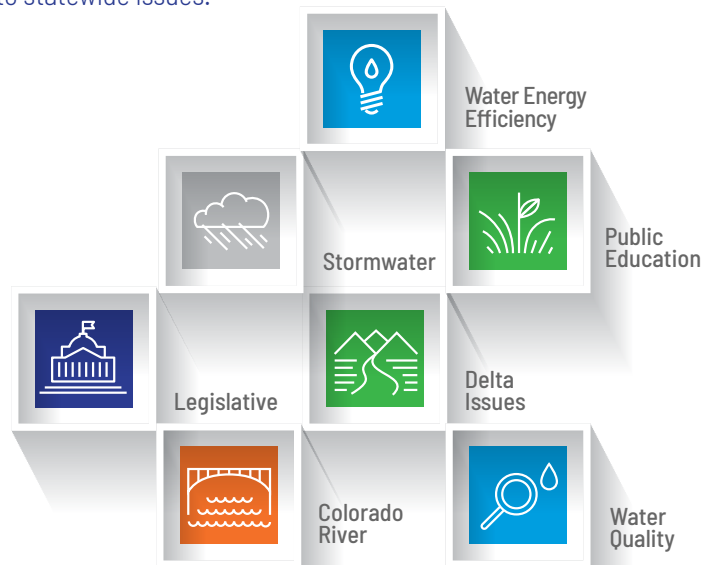 to statewide issues.
Water Energy
Efficiency
Stormwater
Public
Education
Legislative
Delta
Issues
Colorado
River
Water
Quality